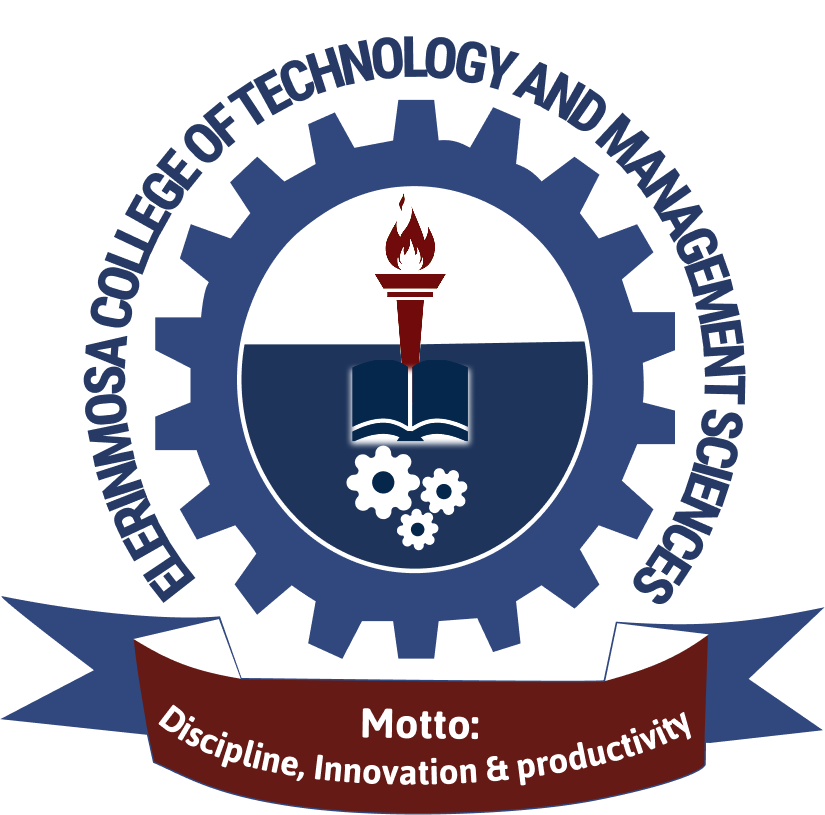 ELERINMOSA COLLEGE OF TECHNOLOGY AND MANAGEMENT SCIENCES
Motto:
Discipline, Innovation & productivity